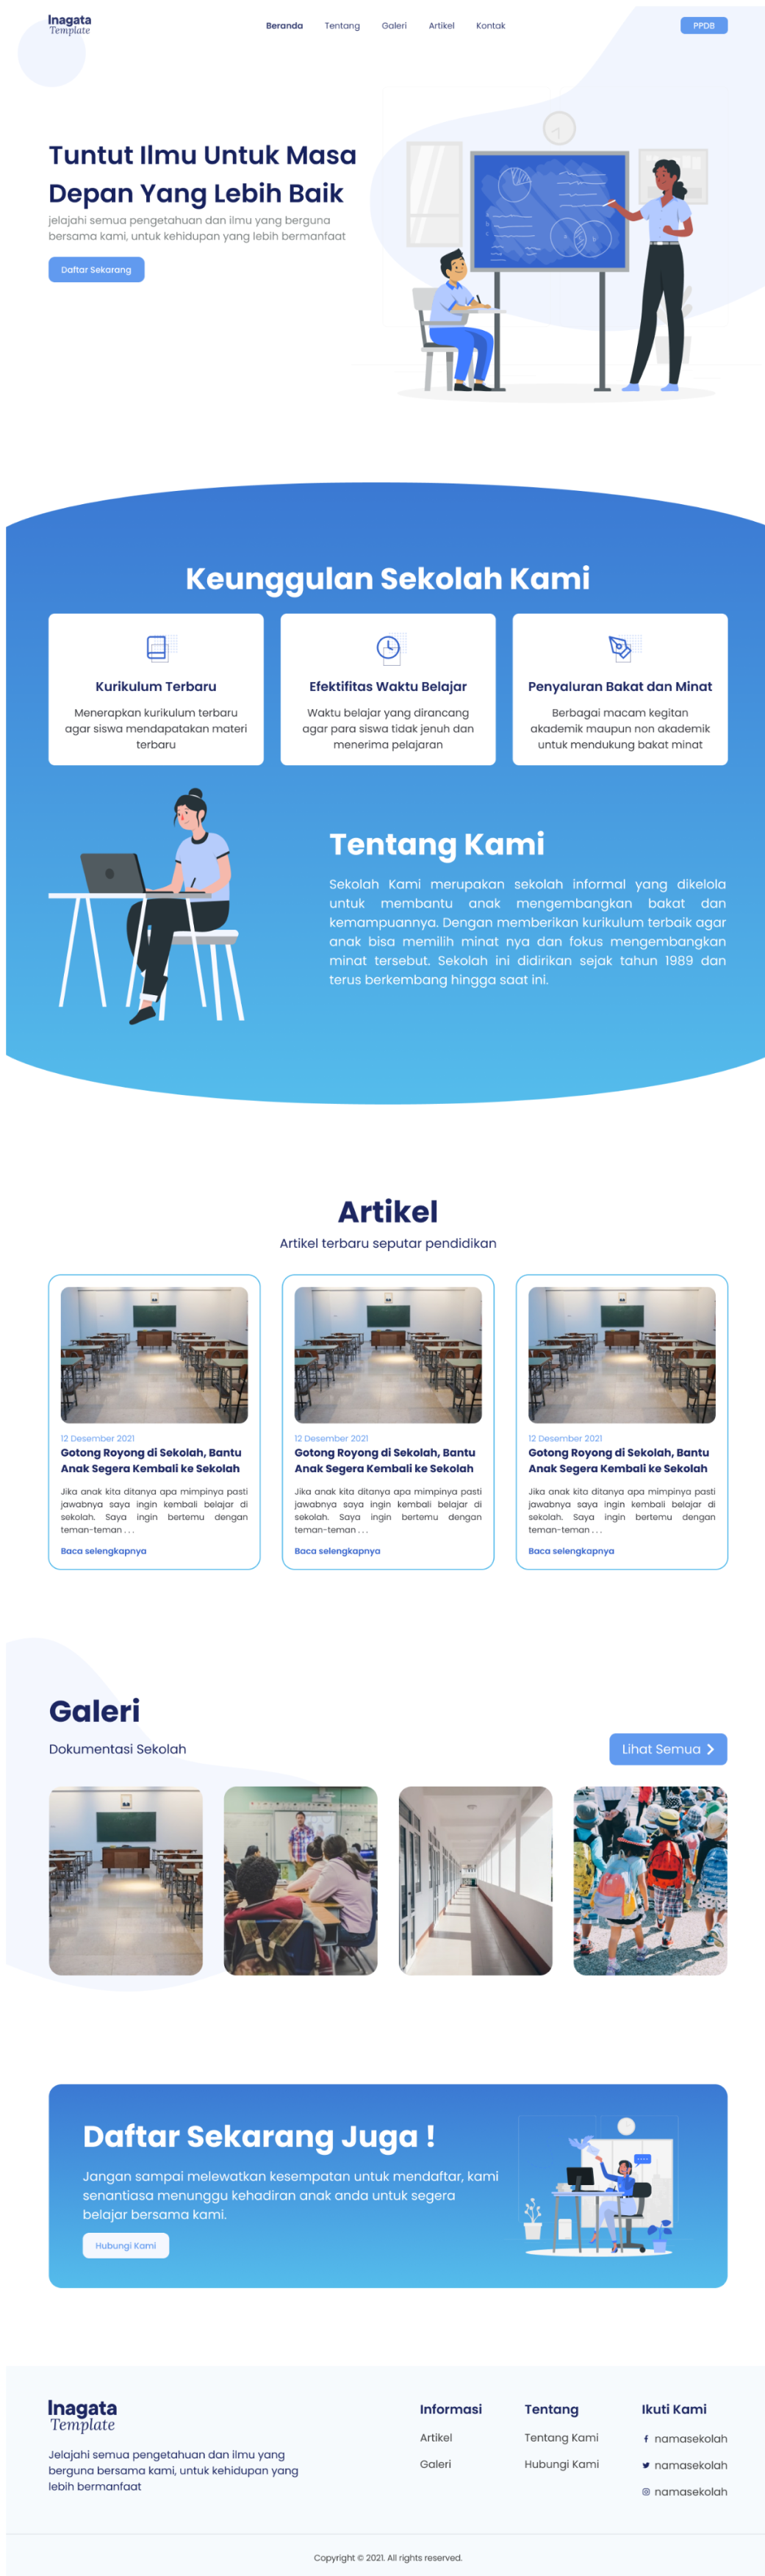 Inagata
Template
Beranda Tentang Galeri Artikel Kontak
PPDB
Tuntut Ilmu Untuk Masa
Depan Yang Lebih Baik
jelajahi semua pengetahuan dan ilmu yang berguna
bersama kami, untuk kehidupan yang lebih bermanfaat
Daftar Sekarang
Keunggulan Sekolah Kami
Kurikulum Terbaru
Menerapkan kurikulum terbaru
agar siswa mendapatakan materi
terbaru
Efektifitas Waktu Belajar
Waktu belajar yang dirancang
agar para siswa tidak jenuh dan
menerima pelajaran
Penyaluran Bakat dan Minat
Berbagai macam kegitan
akademik maupun non akademik
untuk mendukung bakat minat
Tentang Kami
Sekolah Kami merupakan sekolah informal yang dikelola
untuk membantu anak mengembangkan bakat dan
kemampuannya. Dengan memberikan kurikulum terbaik agar
anak bisa memilih minat nya dan fokus mengembangkan
minat tersebut. Sekolah ini didirikan sejak tahun 1989 dan
terus berkembang hingga saat ini.
Artikel
Artikel terbaru seputar pendidikan
12 Desember 2021
Gotong Royong di Sekolah, Bantu
Anak Segera Kembali ke Sekolah
Jika anak kita ditanya apa mimpinya pasti
jawabnya saya ingin kembali belajar di
sekolah. Saya ingin bertemu dengan
teman-teman . . .
Baca selengkapnya
12 Desember 2021
Gotong Royong di Sekolah, Bantu
Anak Segera Kembali ke Sekolah
Jika anak kita ditanya apa mimpinya pasti
jawabnya saya ingin kembali belajar di
sekolah. Saya ingin bertemu dengan
teman-teman . . .
Baca selengkapnya
12 Desember 2021
Gotong Royong di Sekolah, Bantu
Anak Segera Kembali ke Sekolah
Jika anak kita ditanya apa mimpinya pasti
jawabnya saya ingin kembali belajar di
sekolah. Saya ingin bertemu dengan
teman-teman . . .
Baca selengkapnya
Galeri
Dokumentasi Sekolah
Lihat Semua
Daftar Sekarang Juga !
Jangan sampai melewatkan kesempatan untuk mendaftar, kami
senantiasa menunggu kehadiran anak anda untuk segera
belajar bersama kami.
Hubungi Kami
Inagata
Template
Jelajahi semua pengetahuan dan ilmu yang
berguna bersama kami, untuk kehidupan yang
lebih bermanfaat
Informasi
Artikel
Galeri
Tentang
Tentang Kami
Hubungi Kami
Ikuti Kami
namasekolah
namasekolah
namasekolah
Copyright © 2021. All rights reserved.